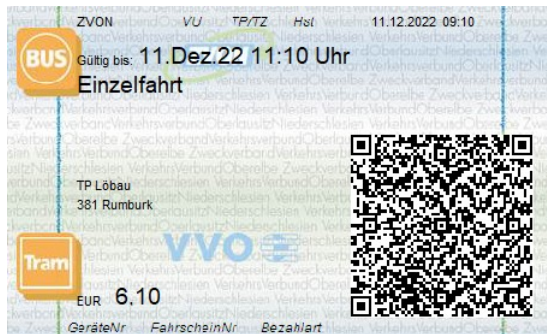 ZVON VU TP/TZ Hst 11.12.2022 09:10
BUS
Gültig bis: 11.Dez.22 11:10 Uhr
Einzelfahrt
TP Löbau
381 Rumburk
VVO
Tram
EUR 6,10
GeräteNr FahrscheinNr Bezahlart